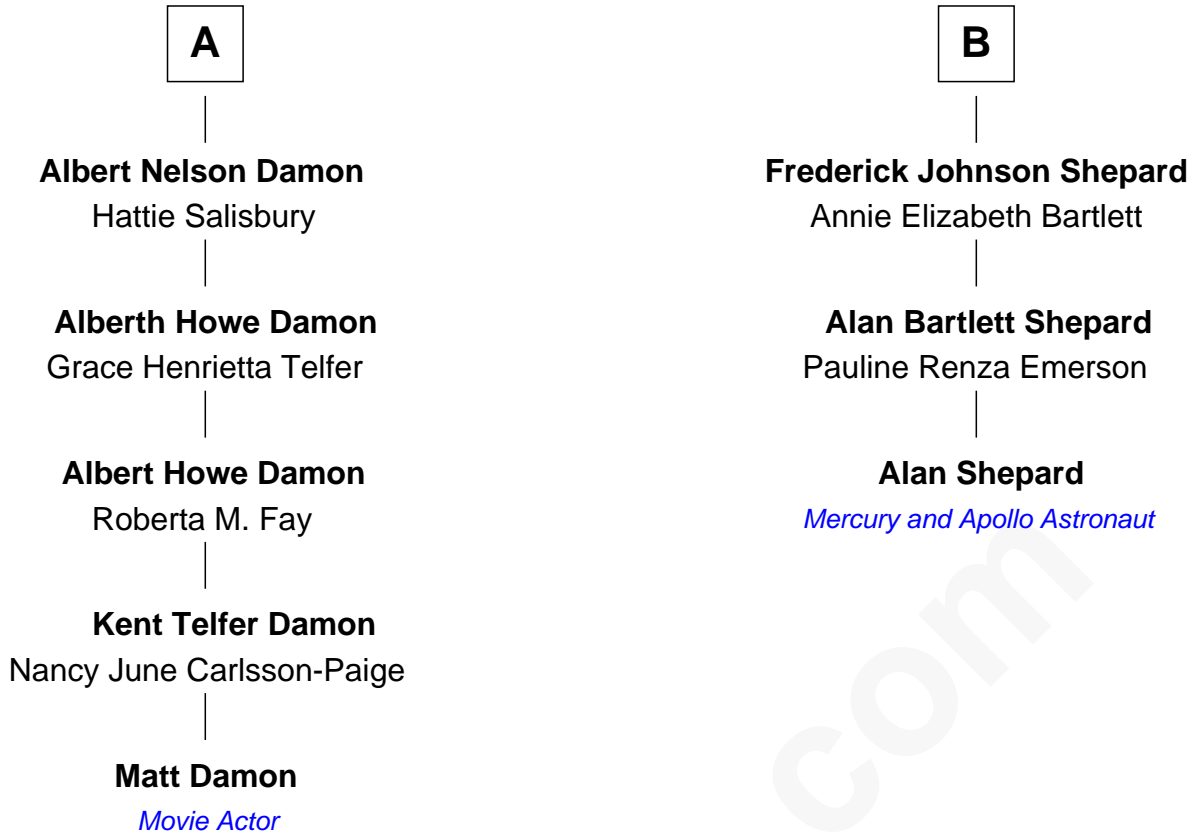 A
Albert Nelson Damon
Hattie Salisbury
Alberth Howe Damon
Grace Henrietta Telfer
Albert Howe Damon
Roberta M. Fay
Kent Telfer Damon
Nancy June Carlsson-Paige
Matt Damon
Movie Actor
B
Frederick Johnson Shepard
Annie Elizabeth Bartlett
Alan Bartlett Shepard
Pauline Renza Emerson
Alan Shepard
Mercury and Apollo Astronaut
com